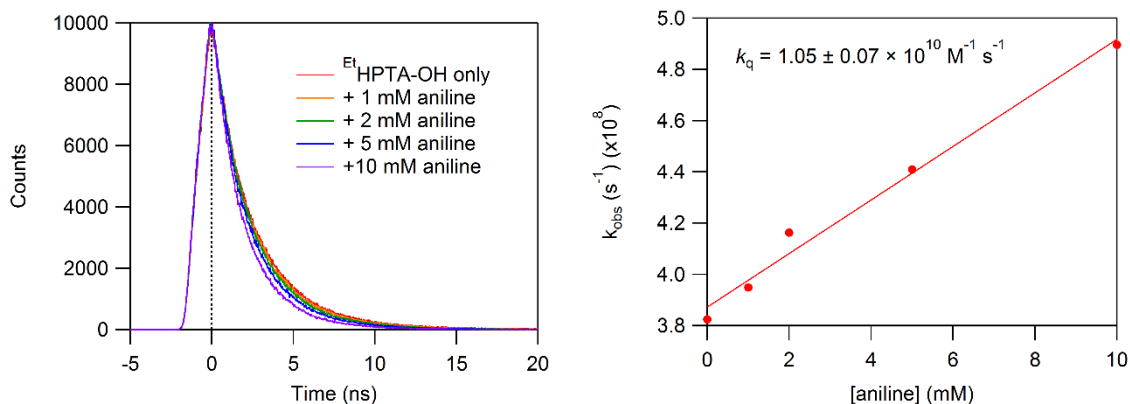 10000
8000
6000
4000
2000
0
Counts
-5 0 5 10 15 20
Time (ns)
ᴱᵗHPTA-OH only
+ 1 mM aniline
+ 2 mM aniline
+ 5 mM aniline
+10 mM aniline
5.0
4.8
4.6
4.4
4.2
4.0
3.8
k_obs (s⁻¹) (x10⁸)
k_q = 1.05 ± 0.07 × 10¹⁰ M⁻¹ s⁻¹
0 2 4 6 8 10
[aniline] (mM)